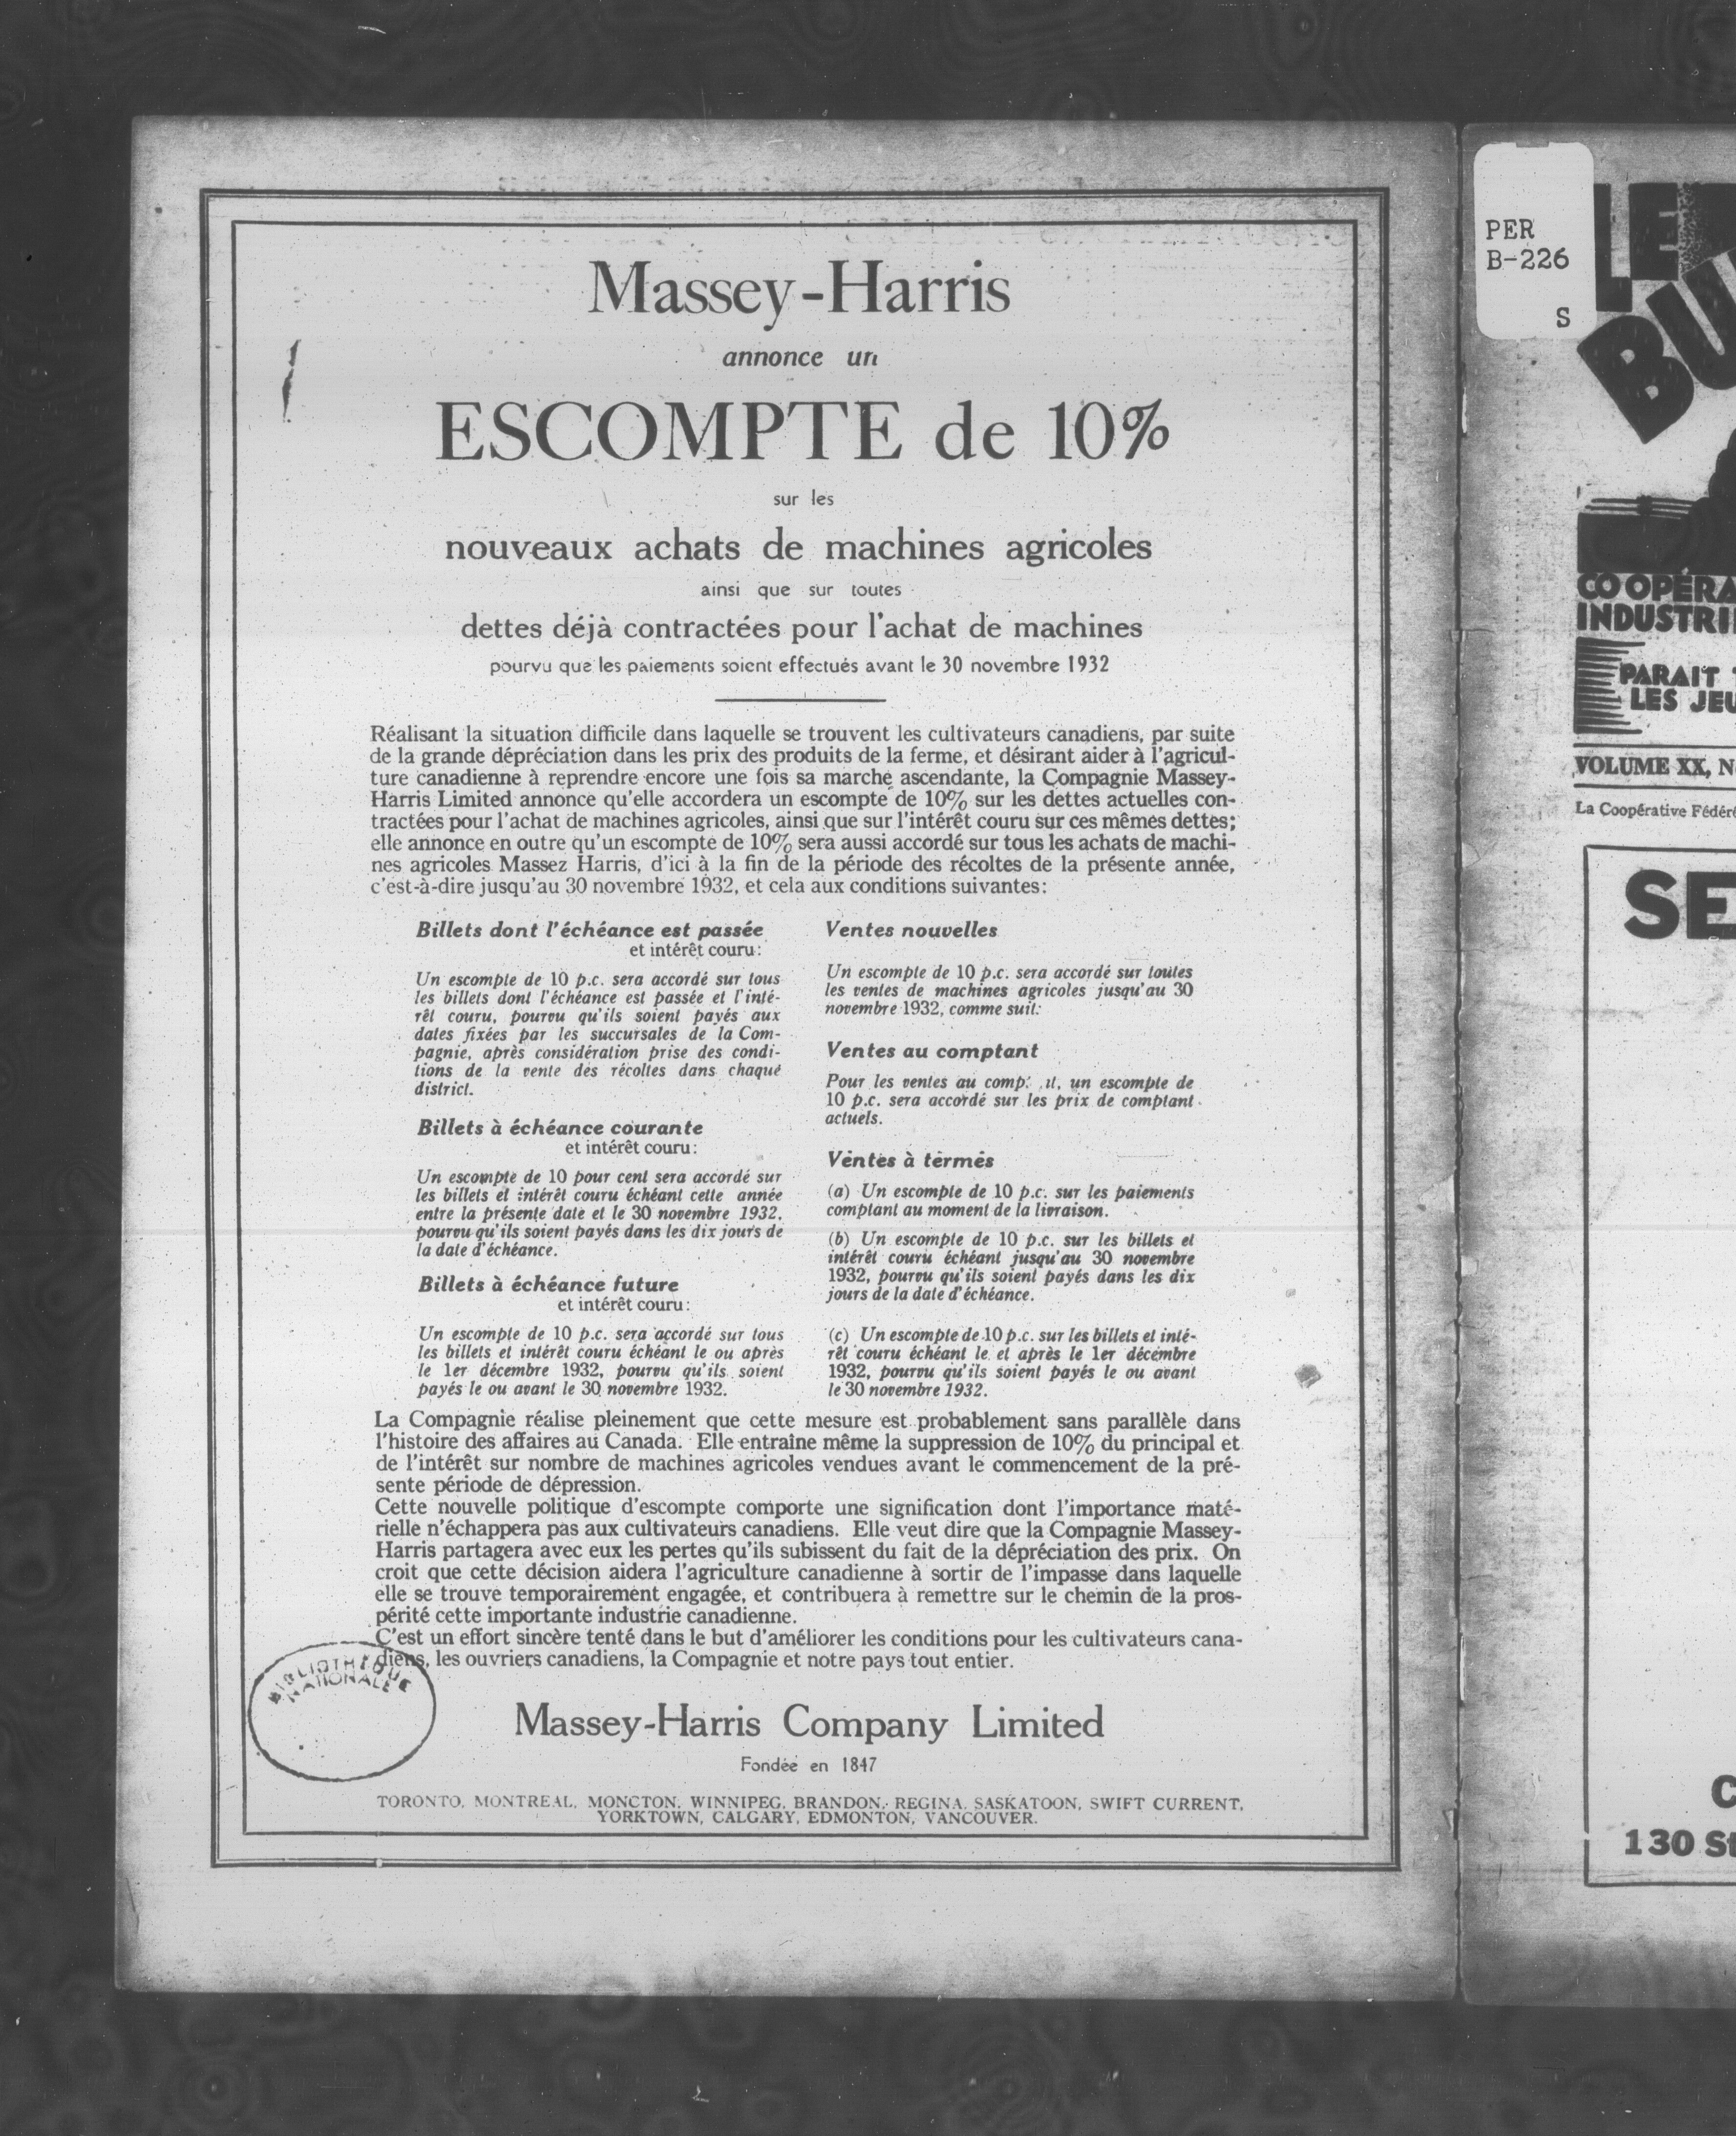 Massey-Harris
annonce un
ESCOMPTE de 10%
sur les
nouveaux achats de machines agricoles
ainsi que sur toutes
dettes déjà contractées pour l'achat de machines
pourvu que les paiements soient effectués avant le 30 novembre 1932
Réalisant la situation difficile dans laquelle se trouvent les cultivateurs canadiens, par suite
de la grande dépréciation dans les prix des produits de la ferme, et désirant aider à l'agricul-
ture canadienne à reprendre encore une fois sa marche ascendante, la Compagnie Massey-
Harris Limited annonce qu'elle accordera un escompte de 10% sur les dettes actuelles con-
tractées pour l'achat de machines agricoles, ainsi que sur l'intérêt couru sur ces mêmes dettes;
elle annonce en outre qu'un escompte de 10% sera aussi accordé sur tous les achats de machi-
nes agricoles Massez Harris, d'ici à la fin de la période des récoltes de la présente année,
c'est-à-dire jusqu'au 30 novembre 1932, et cela aux conditions suivantes:
Billets dont l'échéance est passée
et intérêt couru:
Un escompte de 10 p.c. sera accordé sur tous
les billets dont l'échéance est passée et l'inté-
rêt couru, pourvu qu'ils soient payés aux
dates fixées par les succursales de la Com-
pagnie, après considération prise des condi-
tions de la vente des récoltes dans chaque
district.
Billets à échéance courante
et intérêt couru:
Un escompte de 10 pour cent sera accordé sur
les billets et intérêt couru échéant cette année
entre la présente date et le 30 novembre 1932,
pourvu qu'ils soient payés dans les dix jours de
la date d'échéance.
Billets à échéance future
et intérêt couru:
Un escompte de 10 p.c. sera accordé sur tous
les billets et intérêt couru échéant le ou après
le 1er décembre 1932, pourvu qu'ils soient
payés le ou avant le 30 novembre 1932.
Ventes nouvelles
Un escompte de 10 p.c. sera accordé sur toutes
les ventes de machines agricoles jusqu'au 30
novembre 1932, comme suit:
Ventes au comptant
Pour les ventes au un escompte de
10 p.c. sera accordé sur les prix de comptant
actuels.
Ventes à termes
(a) Un escompte de 10 p.c. sur les paiements
comptant au moment de la livraison.
(b) Un escompte de 10 p.c. sur les billets et
intérêt couru échéant jusqu'au 30 novembre
1932, pourvu qu'ils soient payés dans les dix
jours de la date d'échéance.
(c) Un escompte de 10 p.c. sur les billets et inté-
rêt couru échéant le et après le 1er décembre
1932, pourvu qu'ils soient payés le ou avant
le 30 novembre 1932.
La Compagnie réalise pleinement que cette mesure est probablement sans parallèle dans
l'histoire des affaires au Canada. Elle entraîne même la suppression de 10% du principal et
de l'intérêt sur nombre de machines agricoles vendues avant le commencement de la pré-
sente période de dépression.
Cette nouvelle politique d'escompte comporte une signification dont l'importance maté-
rielle n'échappera pas aux cultivateurs canadiens. Elle veut dire que la Compagnie Massey-
Harris partagera avec eux les pertes qu'ils subissent du fait de la dépréciation des prix. On
croit que cette décision aidera l'agriculture canadienne à sortir de l'impasse dans laquelle
elle se trouve temporairement engagée, et contribuera à remettre sur le chemin de la pros-
périté cette importante industrie canadienne.
C'est un effort sincère tenté dans le but d'améliorer les conditions pour les cultivateurs cana-
diens, les ouvriers canadiens, la Compagnie et notre pays tout entier.
BIBLIOTHÈQUE
NATIONALE
Massey-Harris Company Limited
Fondée en 1847
TORONTO, MONTREAL, MONCTON, WINNIPEG, BRANDON, REGINA, SASKATOON, SWIFT CURRENT,
YORKTOWN, CALGARY, EDMONTON, VANCOUVER.
PER
B-226
S
LE
BU
COOPÉRA
INDUSTRI
PARAIT
LES JEU
VOLUME XX, N
La Coopérative Fédéré
SE
C
130 St